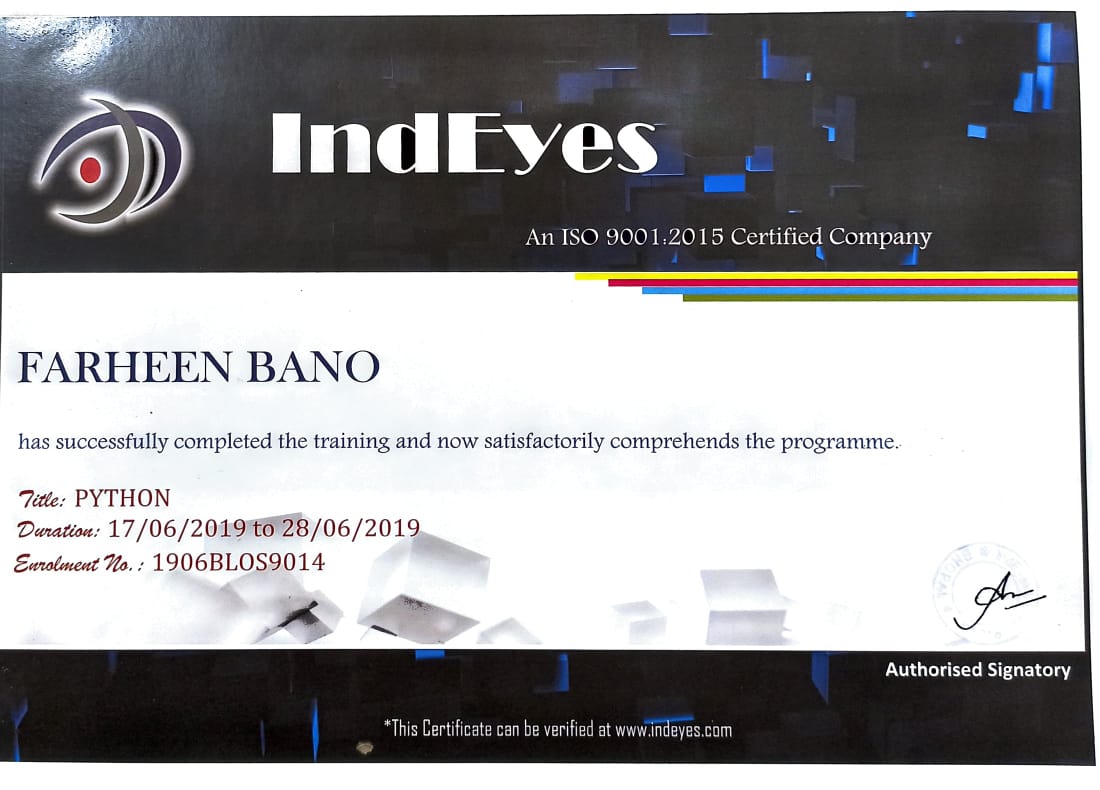 IndEyes
An ISO 9001:2015 Certified Company
FARHEEN BANO
has successfully completed the training and now satisfactorily comprehends the programme.
Title: PYTHON
Duration: 17/06/2019 to 28/06/2019
Enrolment No. : 1906BLOS9014
BHOPAL
Authorised Signatory
*This Certificate can be verified at www.indeyes.com